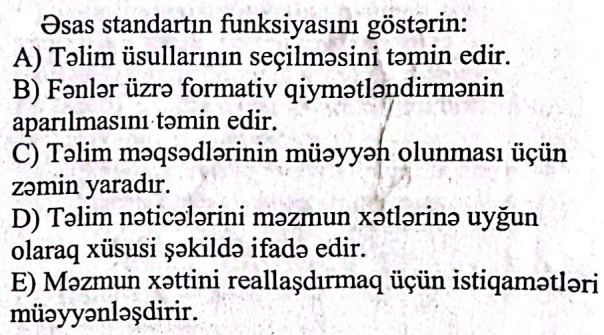 Əsas standartın funksiyasını göstərin:
A) Təlim üsullarının seçilməsini təmin edir.
B) Fənlər üzrə formativ qiymətləndirmənin
aparılmasını təmin edir.
C) Təlim məqsədlərinin müəyyən olunması üçün
zəmin yaradır.
D) Təlim nəticələrini məzmun xətlərinə uyğun
olaraq xüsusi şəkildə ifadə edir.
E) Məzmun xəttini reallaşdırmaq üçün istiqamətləri
müəyyənləşdirir.